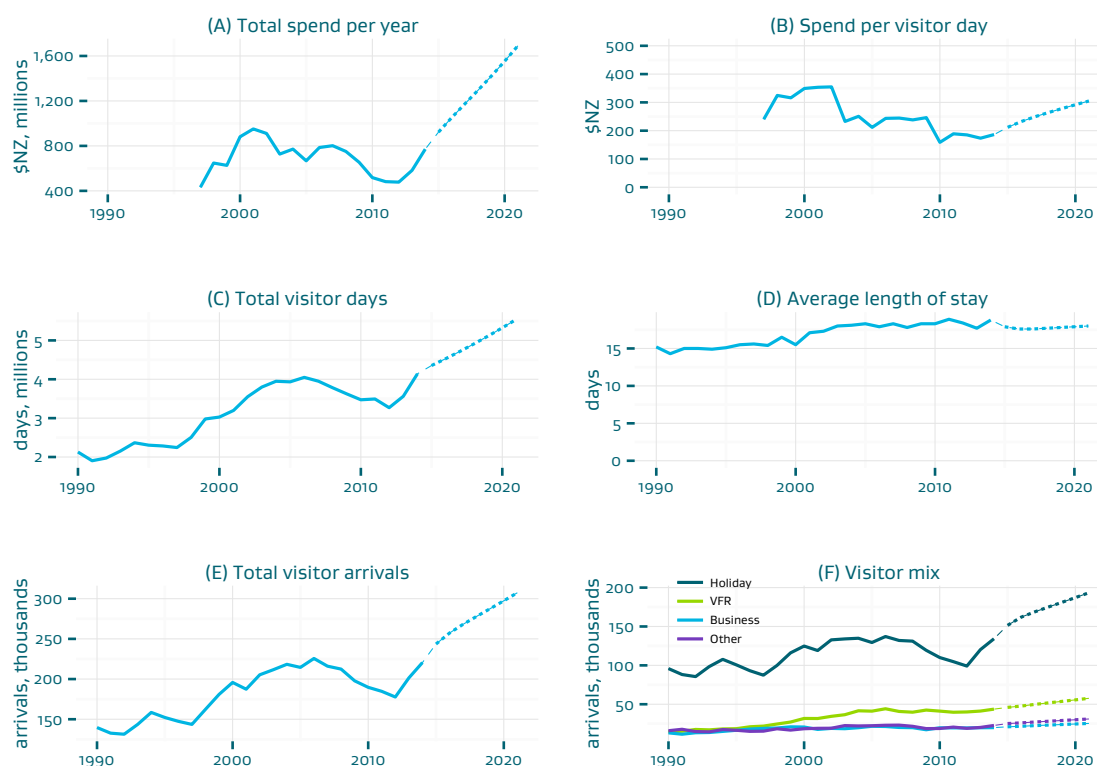 (A) Total spend per year
$NZ, millions
1,600
1200
800
400
1990 2000 2010 2020
(B) Spend per visitor day
$NZ
500
400
300
200
100
0
1990 2000 2010 2020
(C) Total visitor days
days, millions
5
4
3
2
1990 2000 2010 2020
(D) Average length of stay
days
15
10
5
0
1990 2000 2010 2020
(E) Total visitor arrivals
arrivals, thousands
300
250
200
150
1990 2000 2010 2020
(F) Visitor mix
arrivals, thousands
200
150
100
50
Holiday
VFR
Business
Other
1990 2000 2010 2020